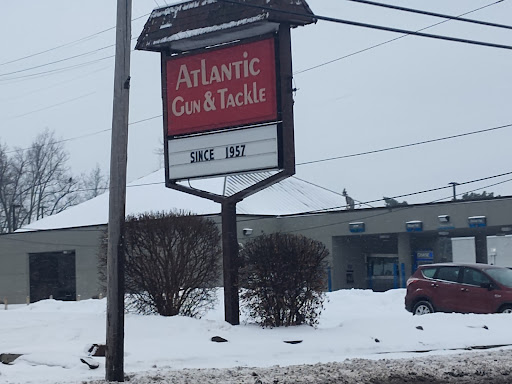 Atlantic
Gun & Tackle
SINCE 1957